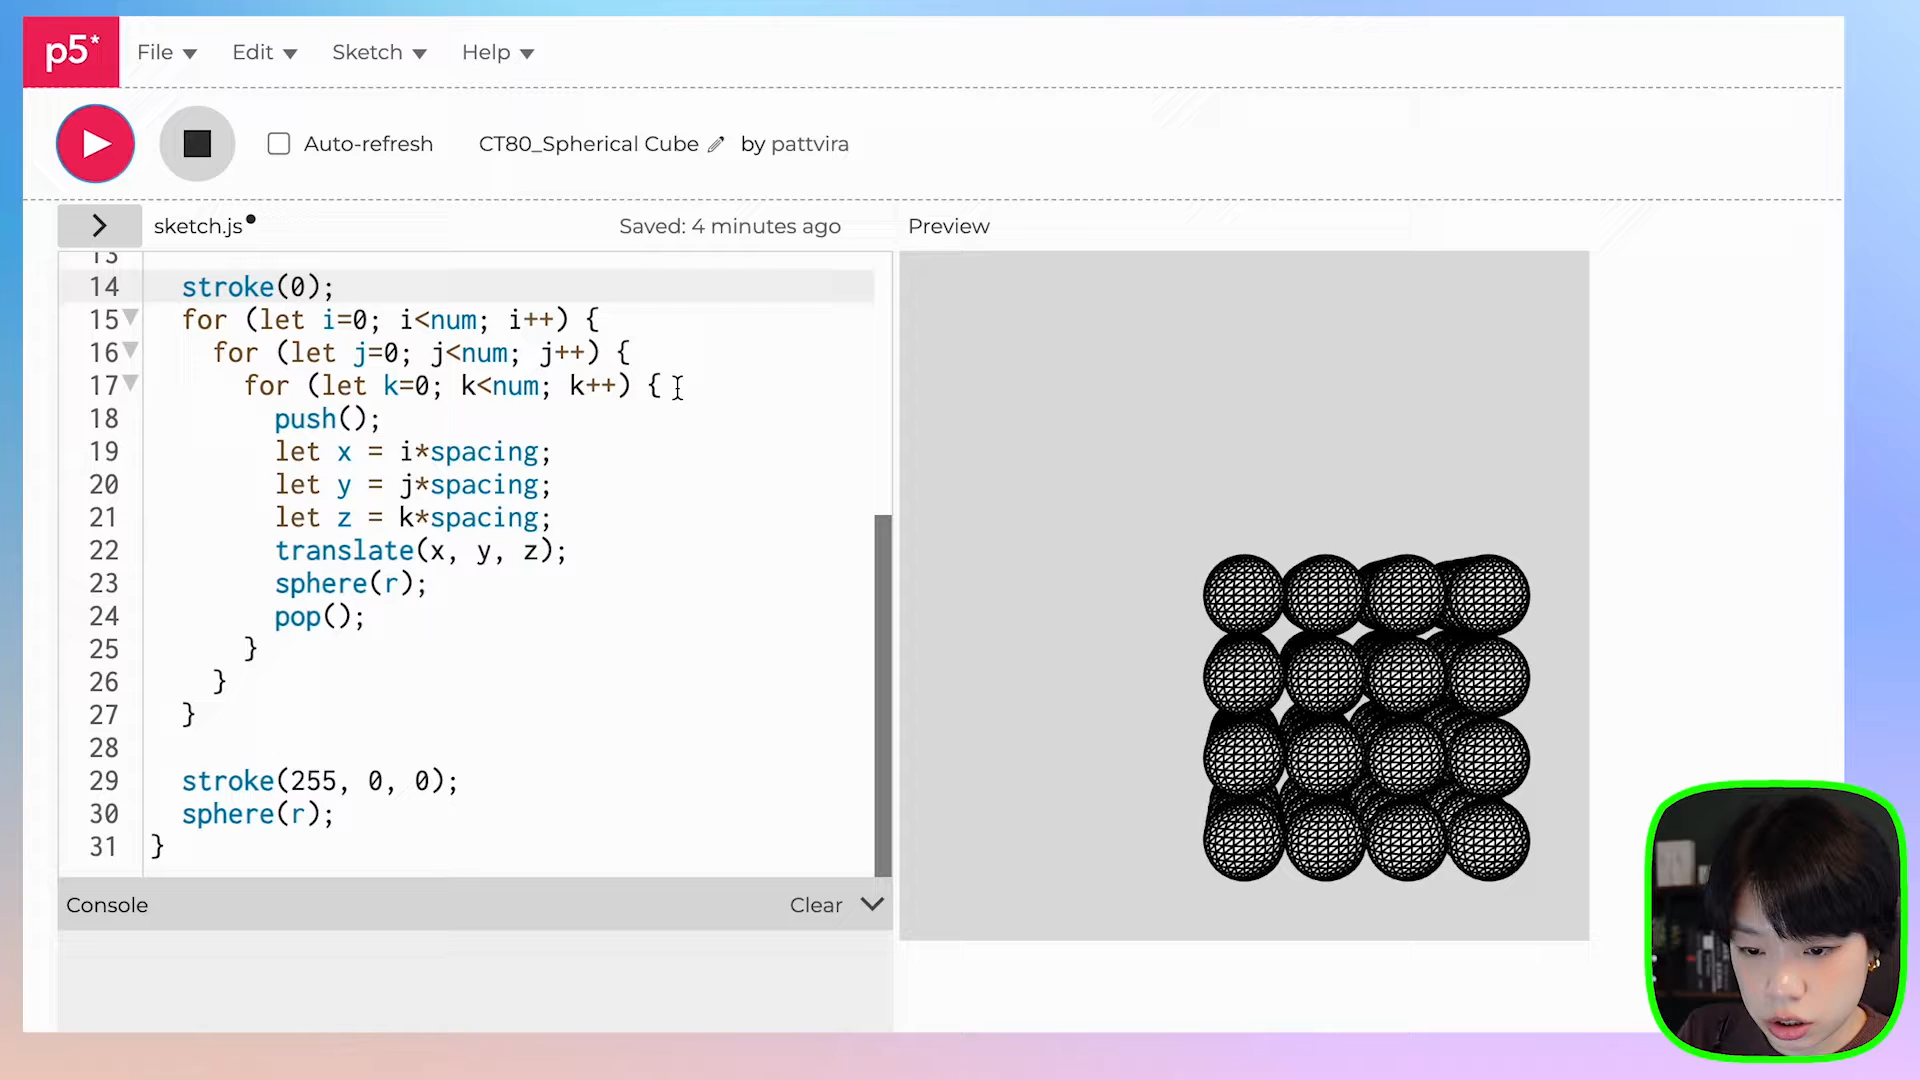 p5*
File Edit Sketch Help
Auto-refresh CT80_Spherical Cube by pattvira
sketch.js Saved: 4 minutes ago Preview
13
14 stroke(0);
15 for (let i=0; i<num; i++) {
16 for (let j=0; j<num; j++) {
17 for (let k=0; k<num; k++) {
18 push();
19 let x = i*spacing;
20 let y = j*spacing;
21 let z = k*spacing;
22 translate(x, y, z);
23 sphere(r);
24 pop();
25 }
26 }
27 }
28
29 stroke(255, 0, 0);
30 sphere(r);
31 }
Console Clear